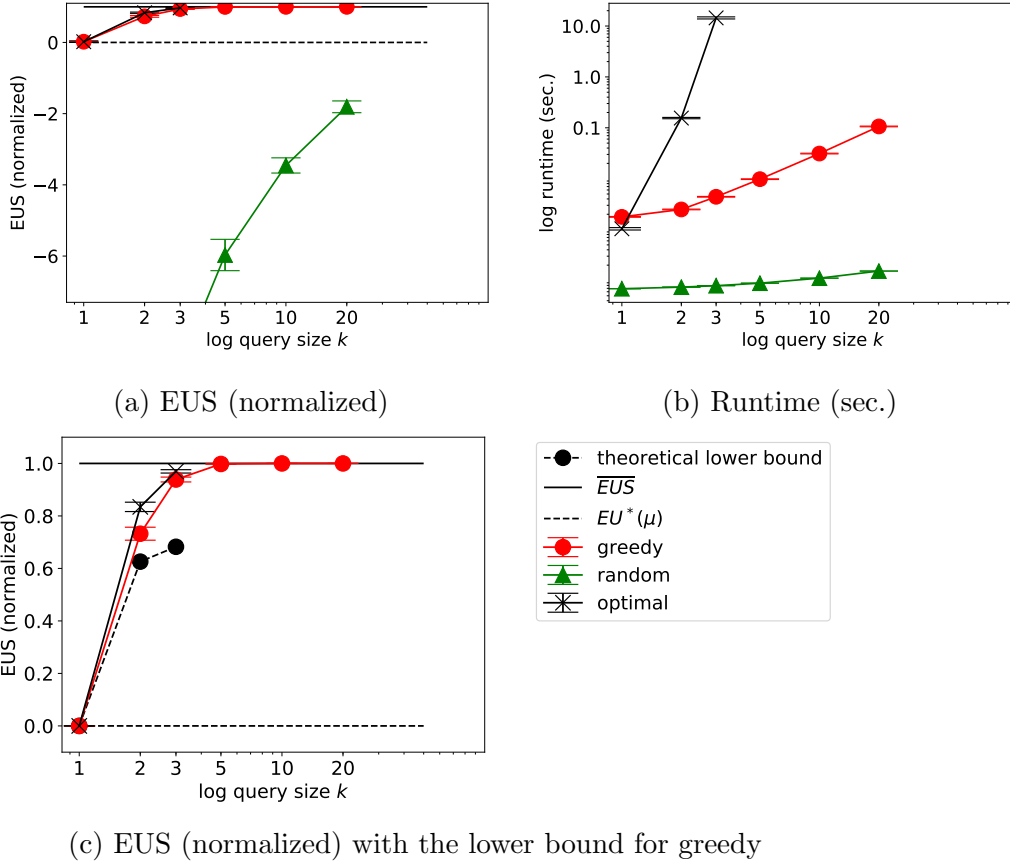 0
−2
−4
−6
EUS (normalized)
1 2 3 5 10 20
log query size k
(a) EUS (normalized)
10.0
1.0
0.1
log runtime (sec.)
1 2 3 5 10 20
log query size k
(b) Runtime (sec.)
1.0
0.8
0.6
0.4
0.2
0.0
EUS (normalized)
1 2 3 5 10 20
log query size k
theoretical lower bound
$\overline{EUS}$
EU*(μ)
greedy
random
optimal
(c) EUS (normalized) with the lower bound for greedy